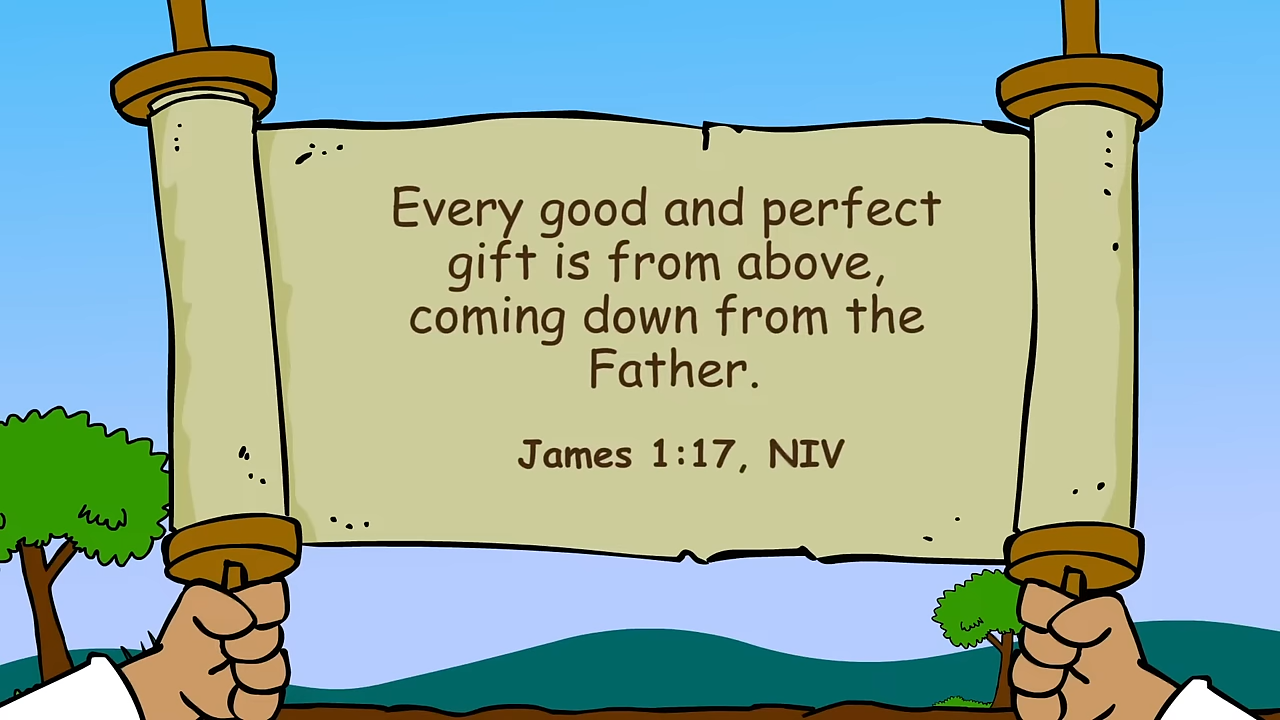 Every good and perfect
gift is from above,
coming down from the
Father.
James 1:17, NIV